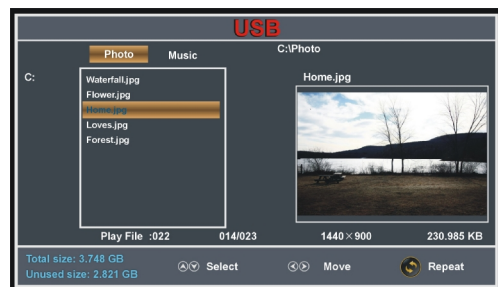 USB
Photo Music C:\Photo
C: Home.jpg
Waterfall.jpg
Flower.jpg
Home.jpg
Loves.jpg
Forest.jpg
Play File :022 014/023 1440×900 230.985 KB
Total size: 3.748 GB
Unused size: 2.821 GB
Select Move Repeat